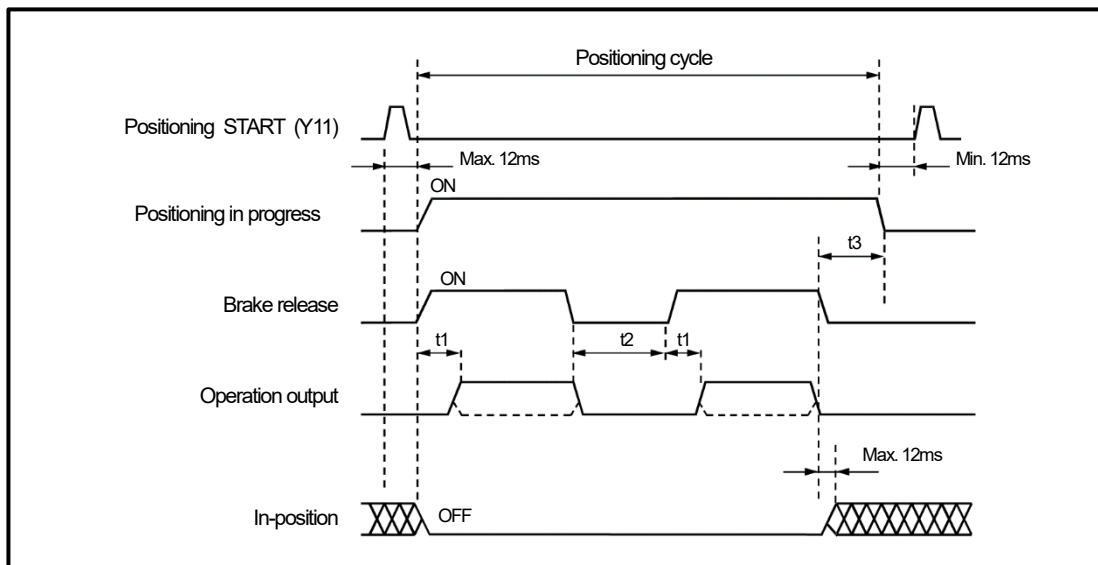 Positioning cycle
Positioning START (Y11)
Max. 12ms
Min. 12ms
ON
Positioning in progress
t3
ON
Brake release
t1
t2
t1
Operation output
Max. 12ms
In-position
OFF